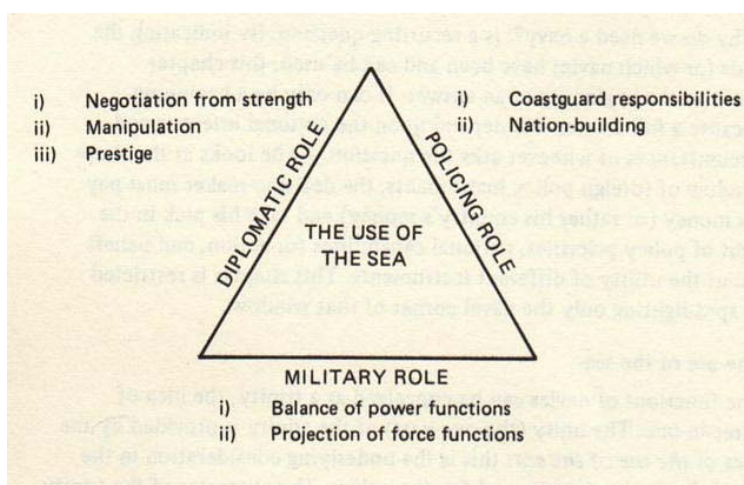 i) Negotiation from strength
ii) Manipulation
iii) Prestige
DIPLOMATIC ROLE
POLICING ROLE
i) Coastguard responsibilities
ii) Nation-building
THE USE OF
THE SEA
MILITARY ROLE
i) Balance of power functions
ii) Projection of force functions